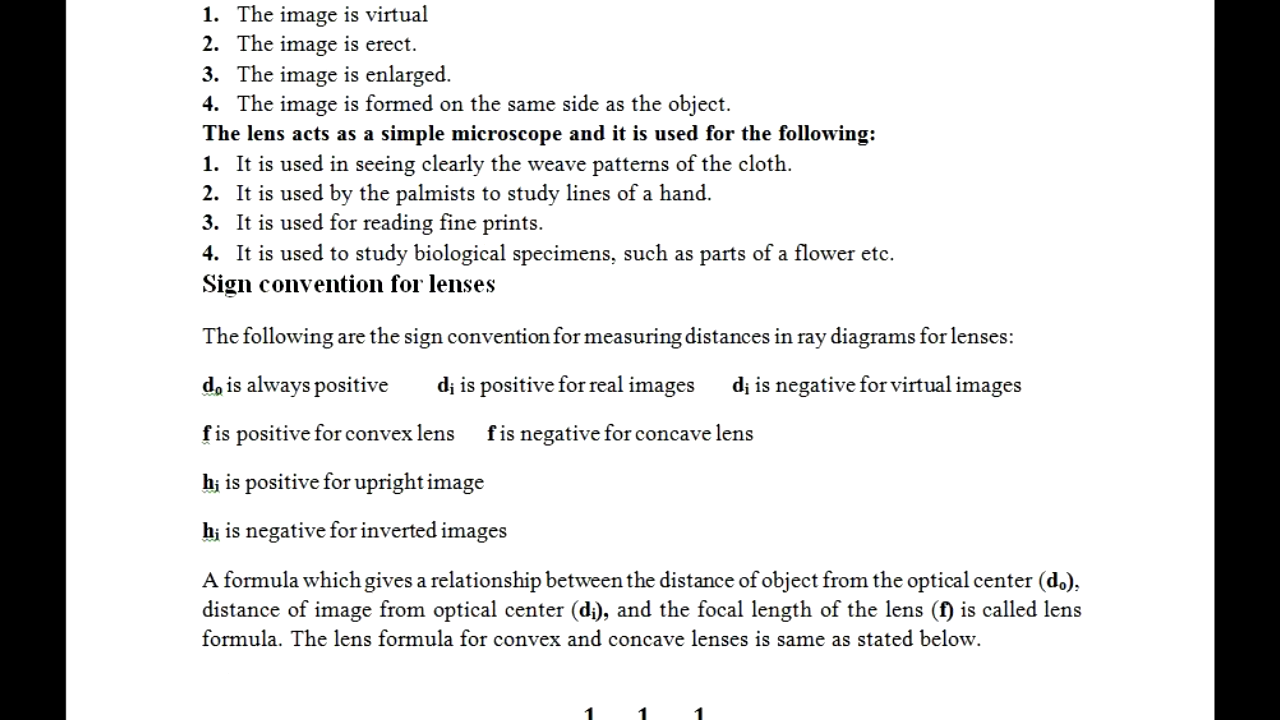 1. The image is virtual
2. The image is erect.
3. The image is enlarged.
4. The image is formed on the same side as the object.
The lens acts as a simple microscope and it is used for the following:
1. It is used in seeing clearly the weave patterns of the cloth.
2. It is used by the palmists to study lines of a hand.
3. It is used for reading fine prints.
4. It is used to study biological specimens, such as parts of a flower etc.
Sign convention for lenses
The following are the sign convention for measuring distances in ray diagrams for lenses:
dₒ is always positive dᵢ is positive for real images dᵢ is negative for virtual images
f is positive for convex lens f is negative for concave lens
hᵢ is positive for upright image
hᵢ is negative for inverted images
A formula which gives a relationship between the distance of object from the optical center (dₒ),
distance of image from optical center (dᵢ), and the focal length of the lens (f) is called lens
formula. The lens formula for convex and concave lenses is same as stated below.
1 1 1